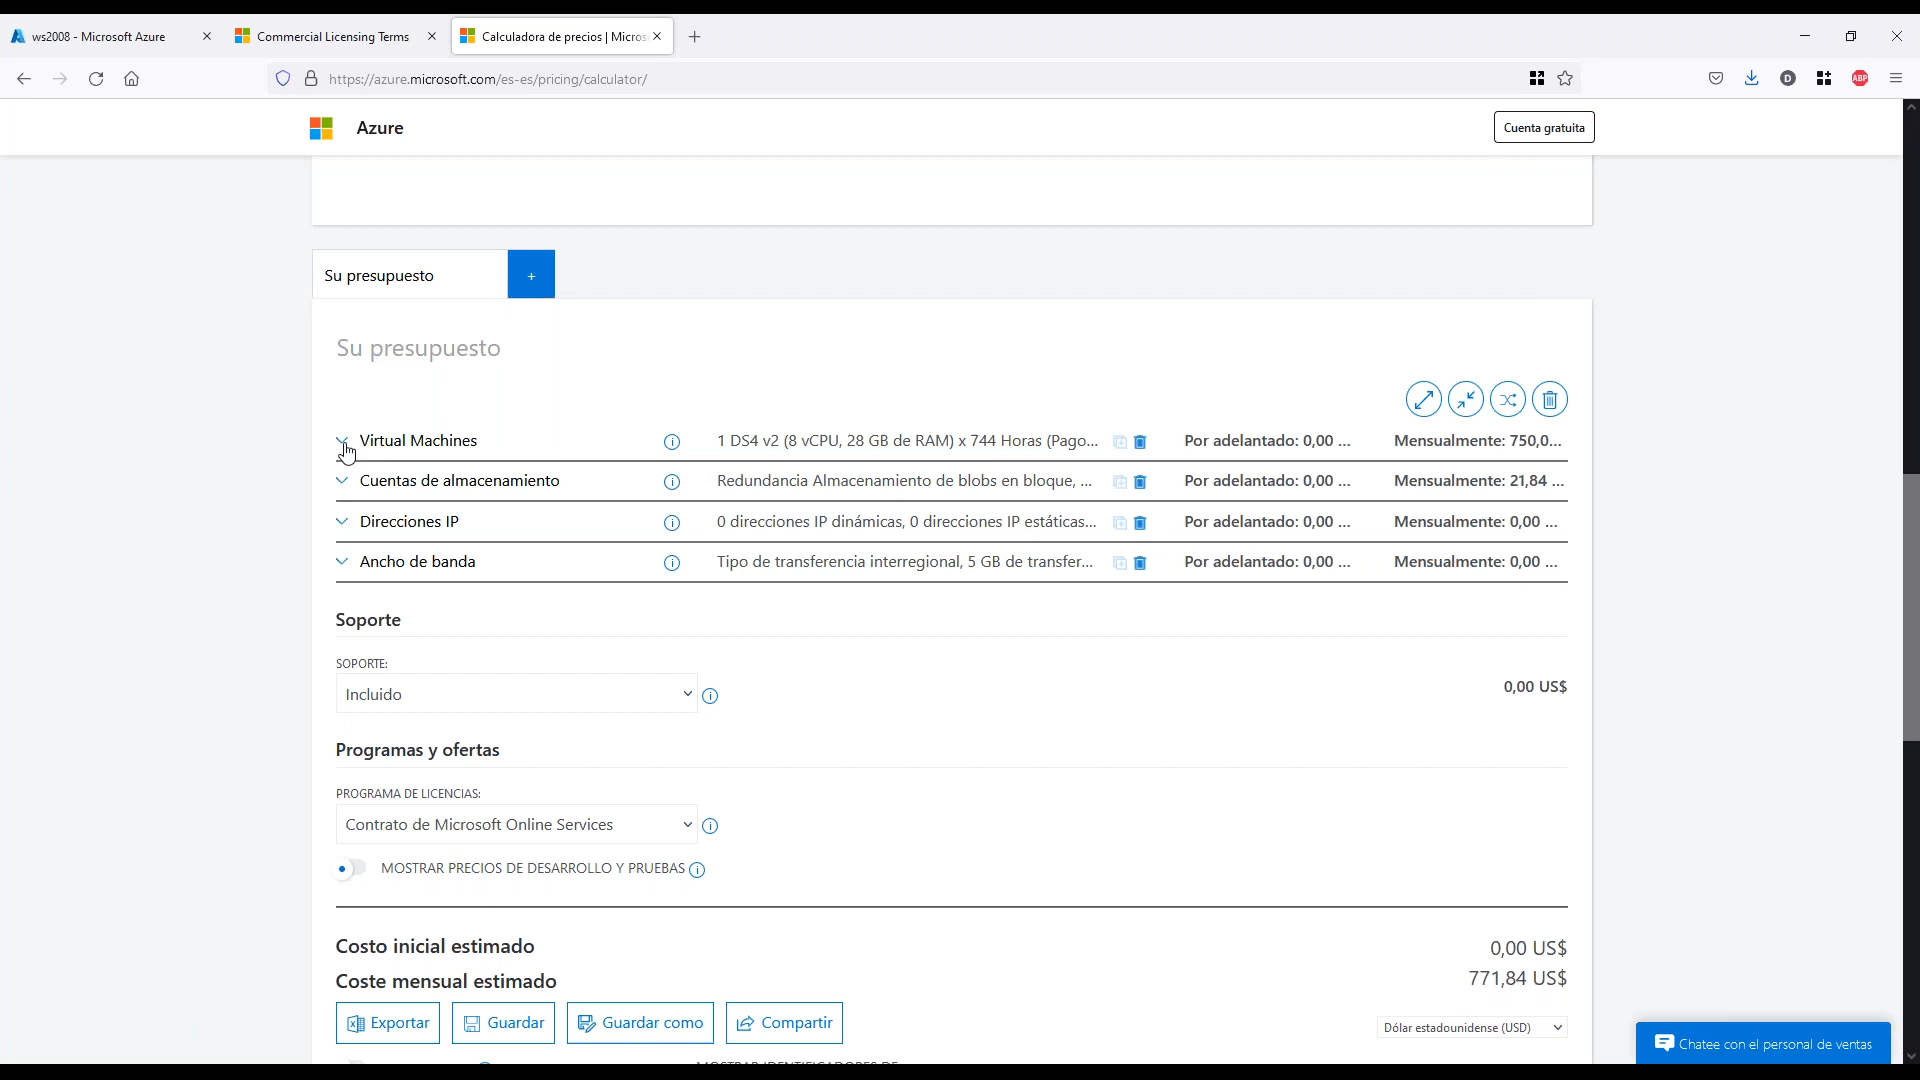 ws2008 - Microsoft Azure
Commercial Licensing Terms
Calculadora de precios | Micros
https://azure.microsoft.com/es-es/pricing/calculator/
D
ABP
Azure
Cuenta gratuita
Su presupuesto
+
Su presupuesto
Virtual Machines 1 DS4 v2 (8 vCPU, 28 GB de RAM) x 744 Horas (Pago... Por adelantado: 0,00 ... Mensualmente: 750,0...
Cuentas de almacenamiento Redundancia Almacenamiento de blobs en bloque, ... Por adelantado: 0,00 ... Mensualmente: 21,84 ...
Direcciones IP 0 direcciones IP dinámicas, 0 direcciones IP estáticas... Por adelantado: 0,00 ... Mensualmente: 0,00 ...
Ancho de banda Tipo de transferencia interregional, 5 GB de transfer... Por adelantado: 0,00 ... Mensualmente: 0,00 ...
Soporte
SOPORTE:
Incluido
0,00 US$
Programas y ofertas
PROGRAMA DE LICENCIAS:
Contrato de Microsoft Online Services
MOSTRAR PRECIOS DE DESARROLLO Y PRUEBAS
Costo inicial estimado 0,00 US$
Coste mensual estimado 771,84 US$
Exportar Guardar Guardar como Compartir
Dólar estadounidense (USD)
Chatee con el personal de ventas